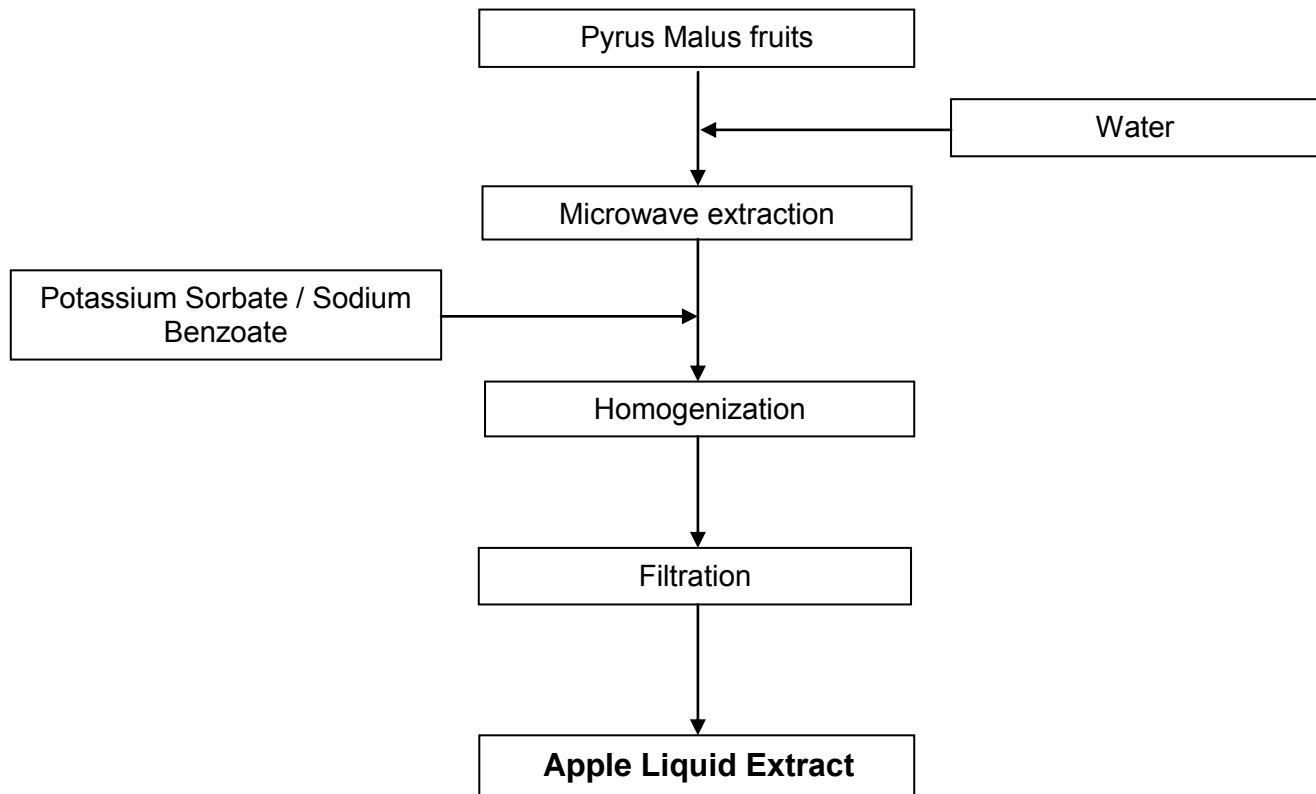 Pyrus Malus fruits
Water
Microwave extraction
Potassium Sorbate / Sodium
Benzoate
Homogenization
Filtration
Apple Liquid Extract